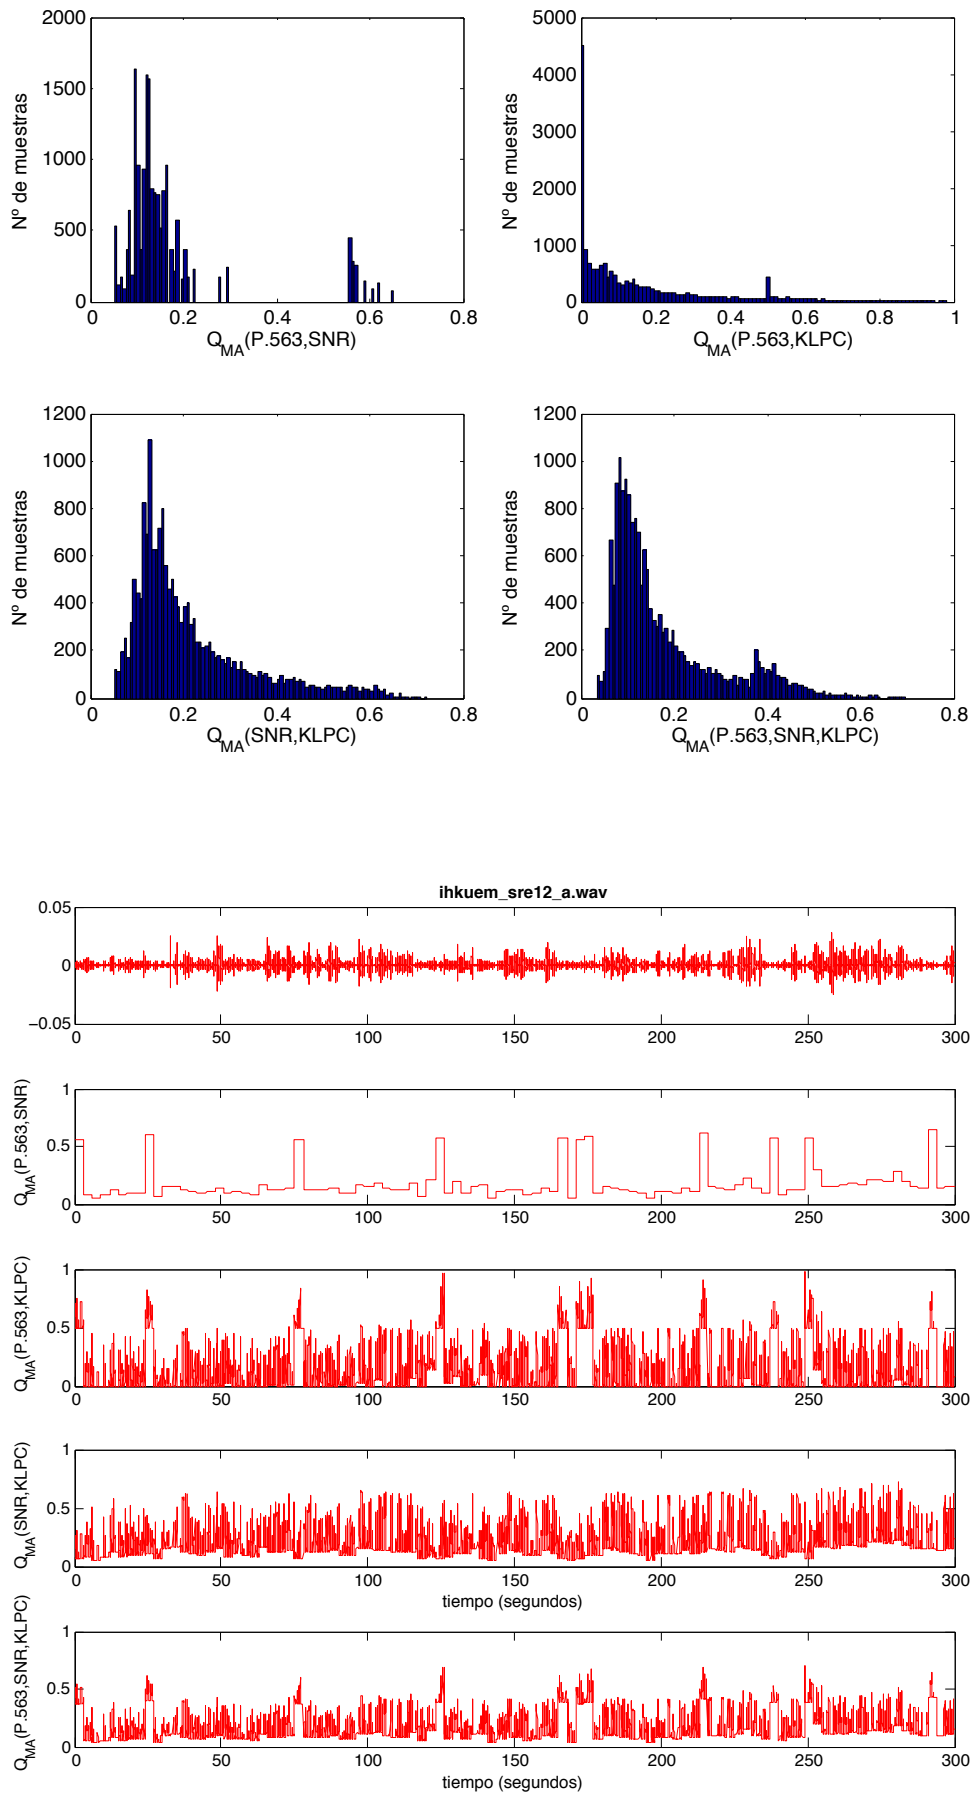 2000
1500
1000
500
0
Nº de muestras
0 0.2 0.4 0.6 0.8
QMA(P.563,SNR)
5000
4000
3000
2000
1000
0
Nº de muestras
0 0.2 0.4 0.6 0.8 1
QMA(P.563,KLPC)
1200
1000
800
600
400
200
0
Nº de muestras
0 0.2 0.4 0.6 0.8
QMA(SNR,KLPC)
1200
1000
800
600
400
200
0
Nº de muestras
0 0.2 0.4 0.6 0.8
QMA(P.563,SNR,KLPC)
ihkuem_sre12_a.wav
0.05
0
−0.05
0 50 100 150 200 250 300
QMA(P.563,SNR)
1
0.5
0
0 50 100 150 200 250 300
QMA(P.563,KLPC)
1
0.5
0
0 50 100 150 200 250 300
QMA(SNR,KLPC)
1
0.5
0
0 50 100 150 200 250 300
tiempo (segundos)
QMA(P.563,SNR,KLPC)
1
0.5
0
0 50 100 150 200 250 300
tiempo (segundos)